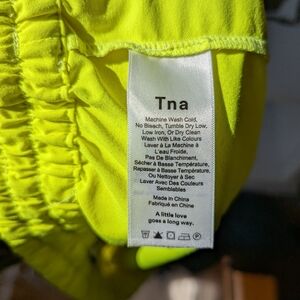 Tna
Machine Wash Cold,
No Bleach, Tumble Dry Low,
Low Iron, Or Dry Clean
Wash With Like Colours
Laver À La Machine À
L'eau Froide,
Pas De Blanchiment,
Sécher à Basse Température,
Repasser à Basse Température,
Ou Nettoyer à Sec
Laver Avec Des Couleurs
Semblables
Made in China
Fabriqué en Chine
A little love
goes a long way.